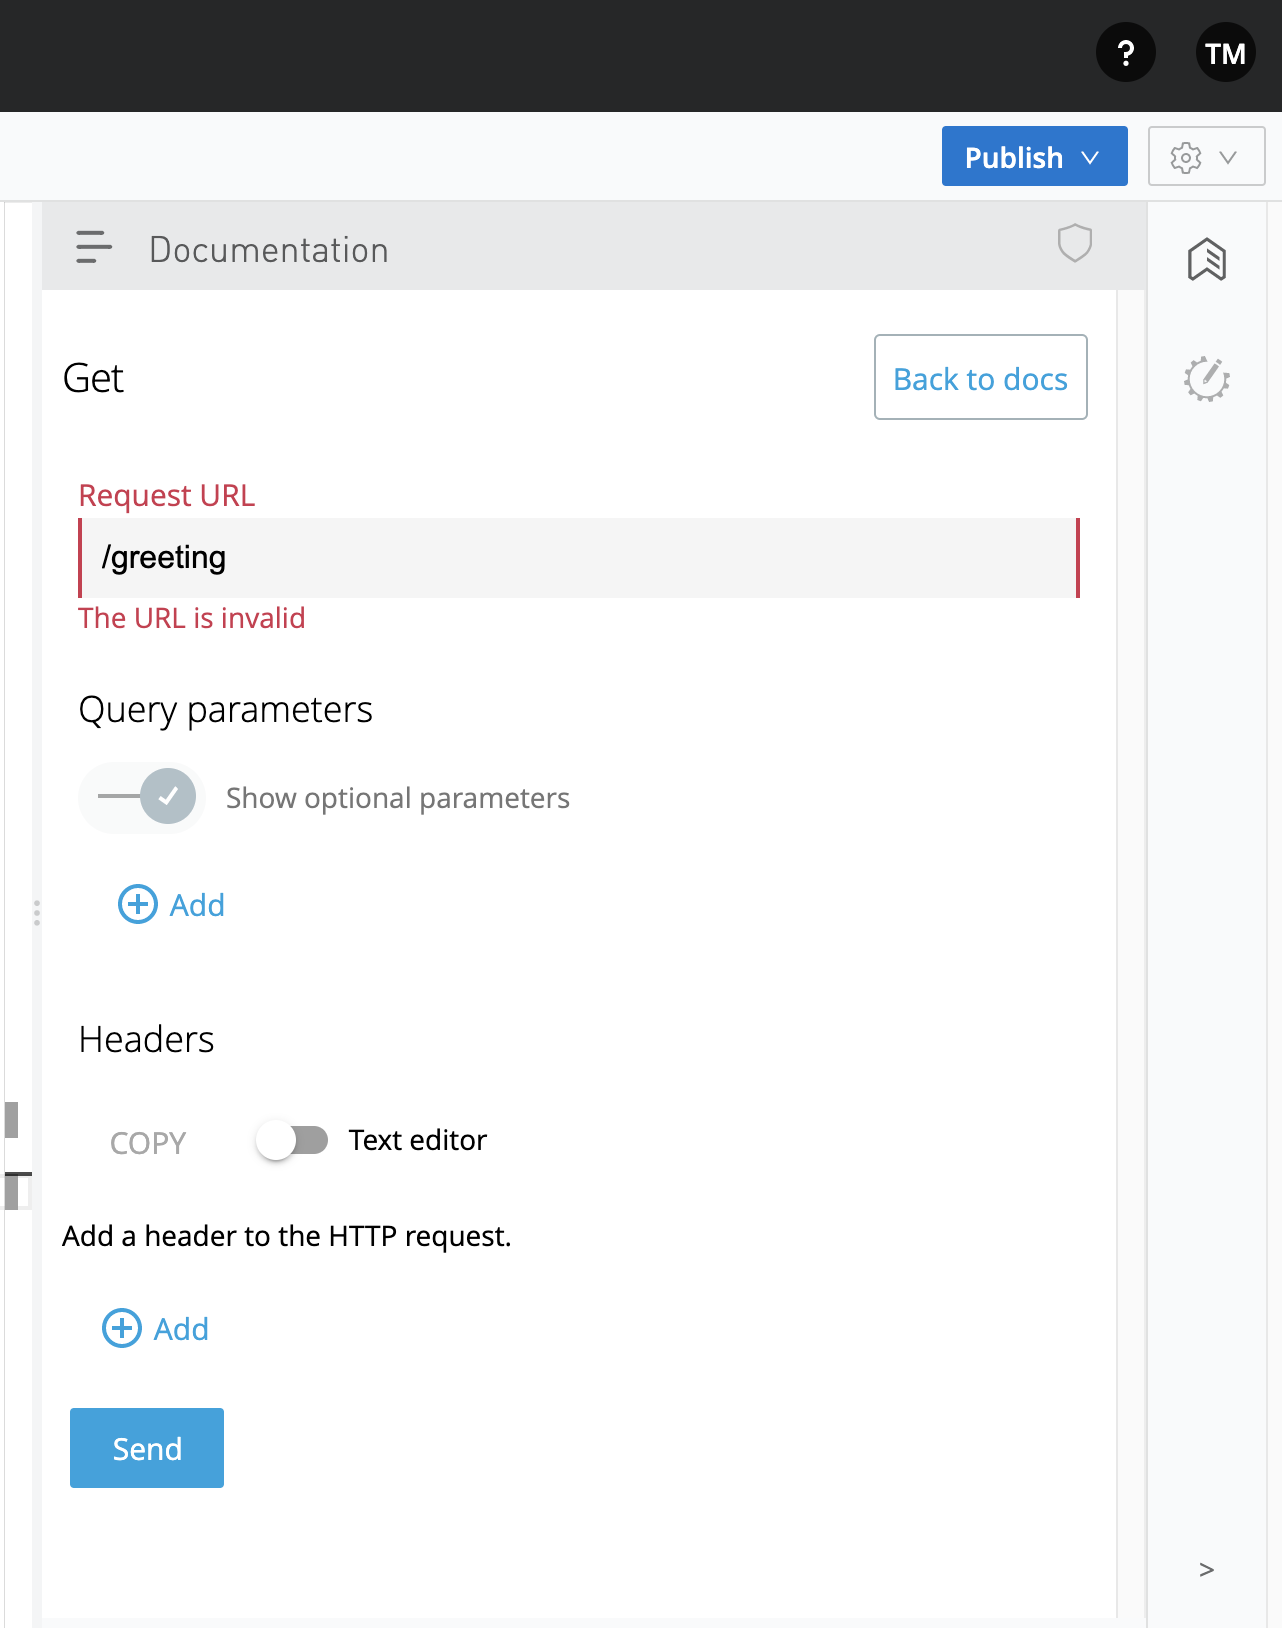 ?
TM
Publish
Documentation
Get
Back to docs
Request URL
/greeting
The URL is invalid
Query parameters
Show optional parameters
Add
Headers
COPY
Text editor
Add a header to the HTTP request.
Add
Send
>